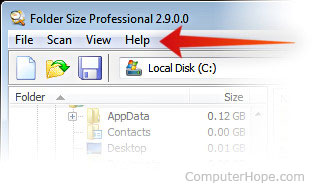 Folder Size Professional 2.9.0.0
File Scan View Help
Local Disk (C:)
Folder Size
AppData 0.12 GB
Contacts 0.00 GB
Desktop 0.01 GB
ComputerHope.com